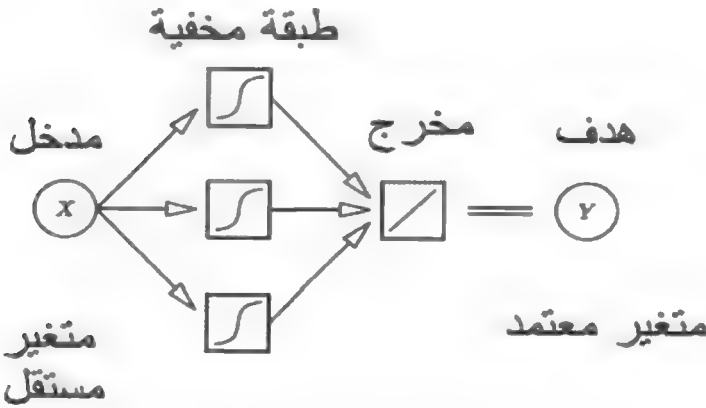 طبقة مخفية
مدخل
مخرج
هدف
X
Y
متغير
مستقل
متغير معتمد